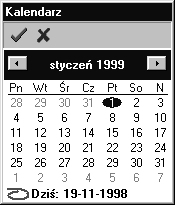 Kalendarz
styczeń 1999
Pn Wt Śr Cz Pt So N
28 29 30 31 1 2 3
4 5 6 7 8 9 10
11 12 13 14 15 16 17
18 19 20 21 22 23 24
25 26 27 28 29 30 31
1 2 3 4 5 6 7
Dziś: 19-11-1998